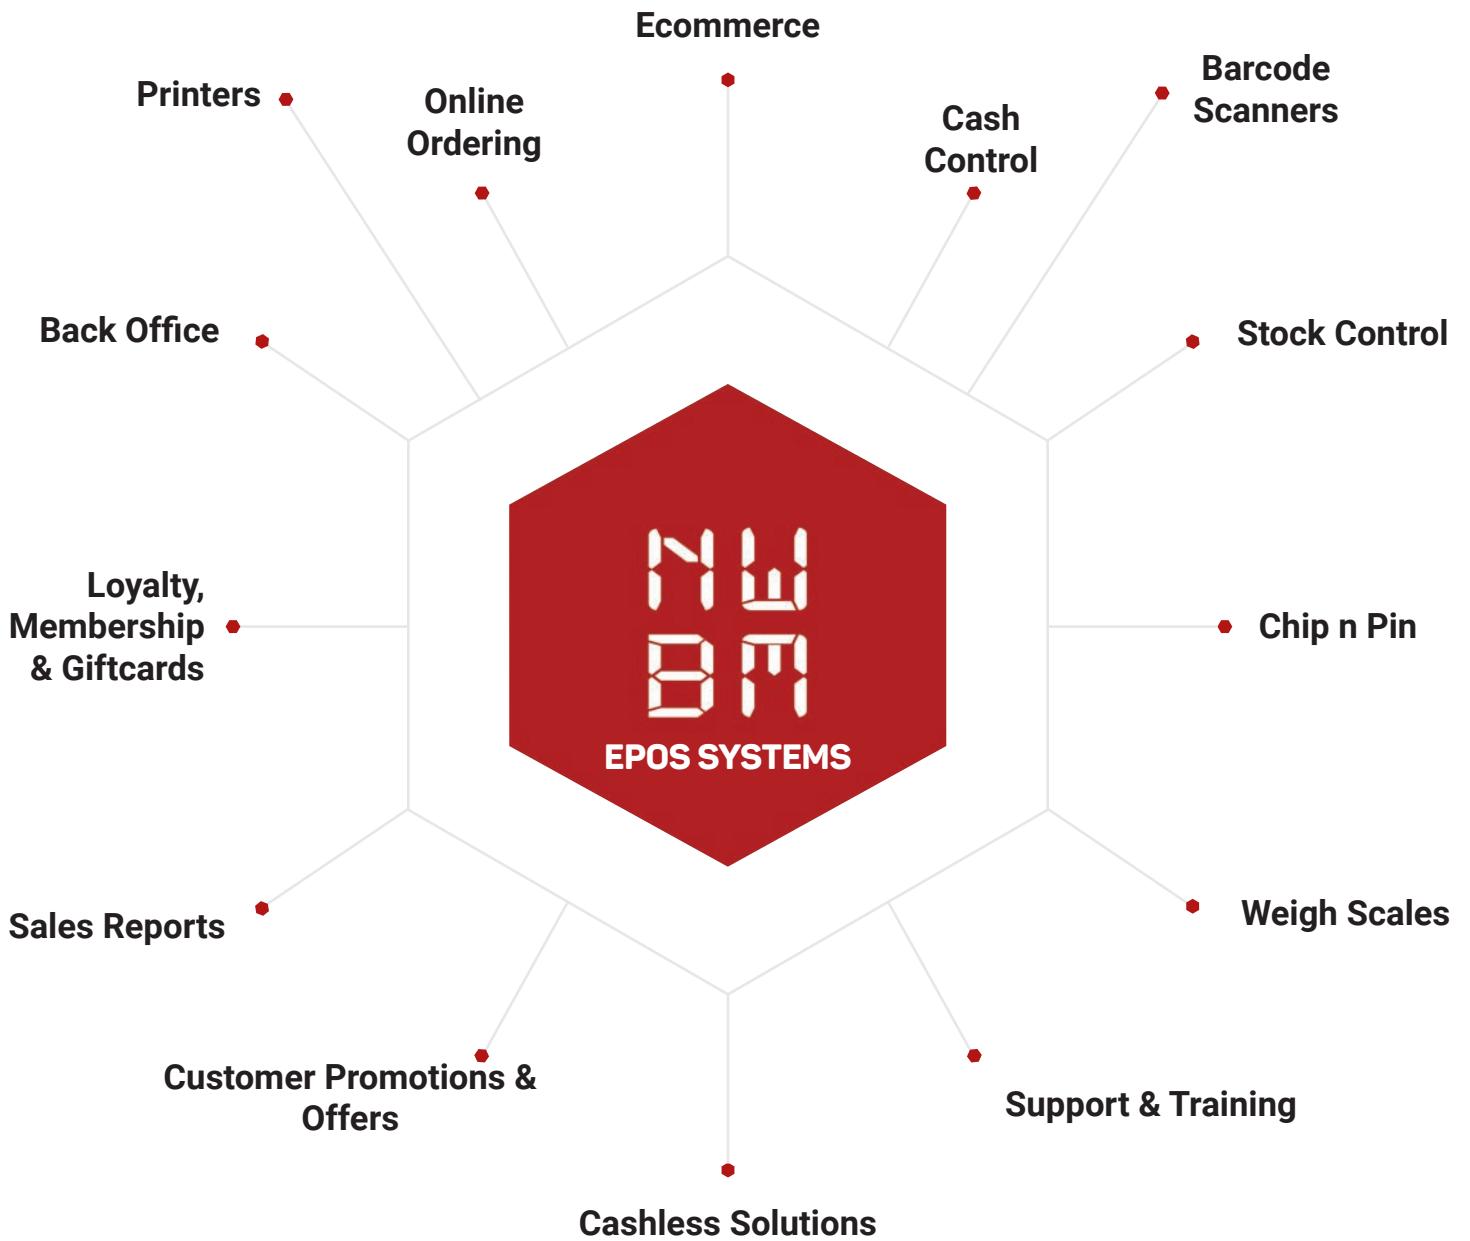 Ecommerce
Printers
Online
Ordering
Cash
Control
Barcode
Scanners
Back Office
Stock Control
NW
BM
EPOS SYSTEMS
Loyalty,
Membership
& Giftcards
Chip n Pin
Sales Reports
Weigh Scales
Customer Promotions &
Offers
Support & Training
Cashless Solutions